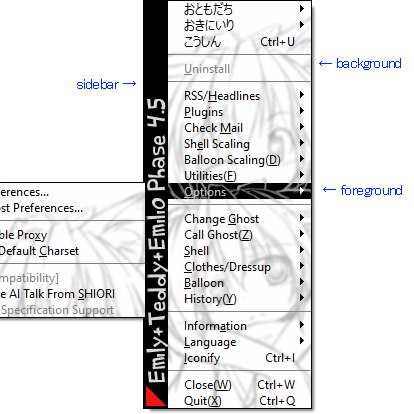 おともだち
おきにいり
こうしん Ctrl+U
Uninstall
RSS/Headlines
Plugins
Check Mail
Shell Scaling
Balloon Scaling(D)
Utilities(F)
Options
Change Ghost
Call Ghost(Z)
Shell
Clothes/Dressup
Balloon
History(Y)
Information
Language
Iconify Ctrl+I
Close(W) Ctrl+W
Quit(X) Ctrl+Q
Emily+Teddy+Emilio Phase 4.5
sidebar →
← background
← foreground
erences...
st Preferences...
ble Proxy
Default Charset
ompatibility]
e AI Talk From SHIORI
Specification Support